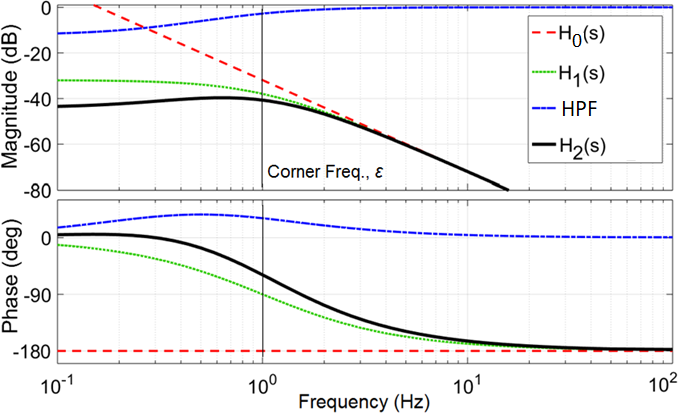 Magnitude (dB)
0
-20
-40
-60
-80
H0(s)
H1(s)
HPF
H2(s)
Corner Freq., ε
Phase (deg)
0
-90
-180
10-1
100
101
102
Frequency (Hz)